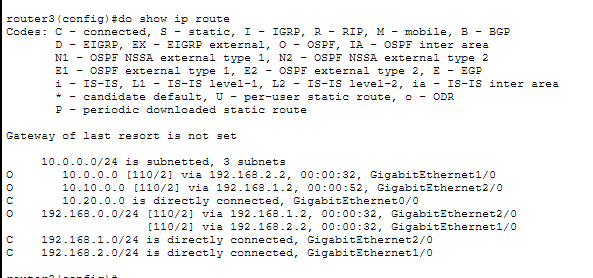 router3(config)#do show ip route
Codes: C - connected, S - static, I - IGRP, R - RIP, M - mobile, B - BGP
       D - EIGRP, EX - EIGRP external, O - OSPF, IA - OSPF inter area
       N1 - OSPF NSSA external type 1, N2 - OSPF NSSA external type 2
       E1 - OSPF external type 1, E2 - OSPF external type 2, E - EGP
       i - IS-IS, L1 - IS-IS level-1, L2 - IS-IS level-2, ia - IS-IS inter area
       * - candidate default, U - per-user static route, o - ODR
       P - periodic downloaded static route
Gateway of last resort is not set
     10.0.0.0/24 is subnetted, 3 subnets
O       10.0.0.0 [110/2] via 192.168.2.2, 00:00:32, GigabitEthernet1/0
O       10.10.0.0 [110/2] via 192.168.1.2, 00:00:52, GigabitEthernet2/0
C       10.20.0.0 is directly connected, GigabitEthernet0/0
O    192.168.0.0/24 [110/2] via 192.168.1.2, 00:00:32, GigabitEthernet2/0
                    [110/2] via 192.168.2.2, 00:00:32, GigabitEthernet1/0
C    192.168.1.0/24 is directly connected, GigabitEthernet2/0
C    192.168.2.0/24 is directly connected, GigabitEthernet1/0